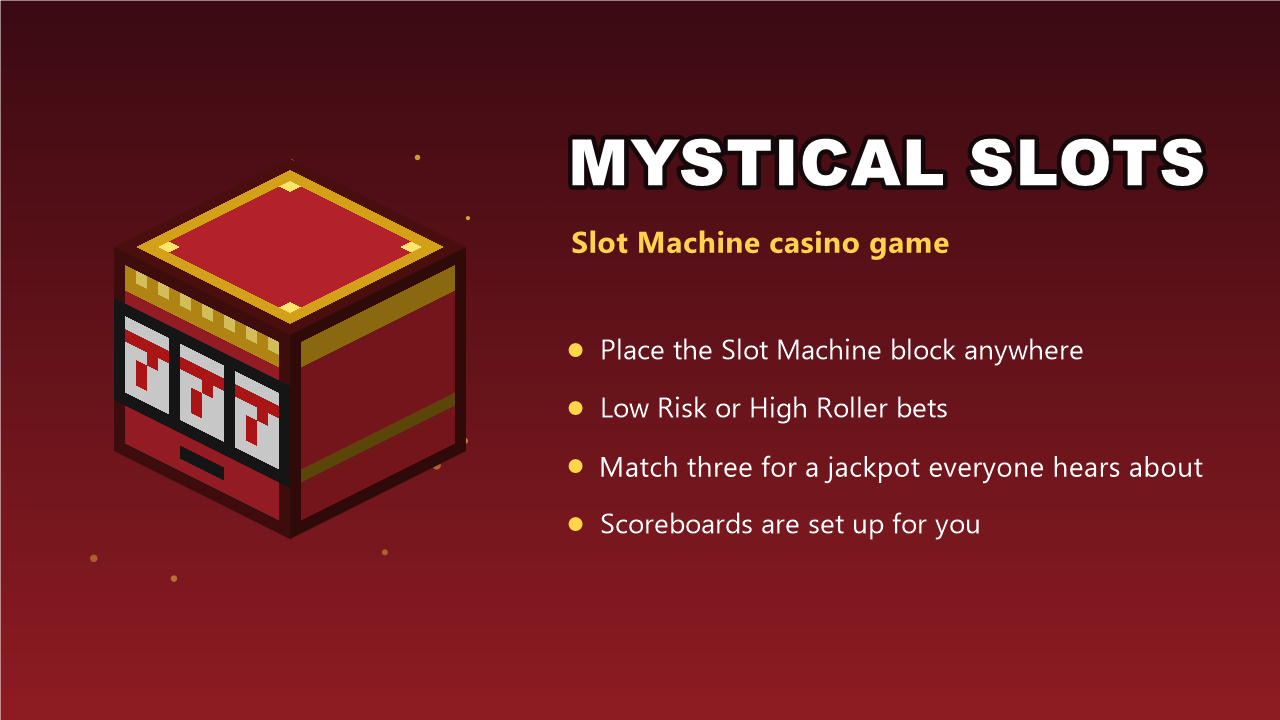 MYSTICAL SLOTS
Slot Machine casino game
Place the Slot Machine block anywhere
Low Risk or High Roller bets
Match three for a jackpot everyone hears about
Scoreboards are set up for you
777